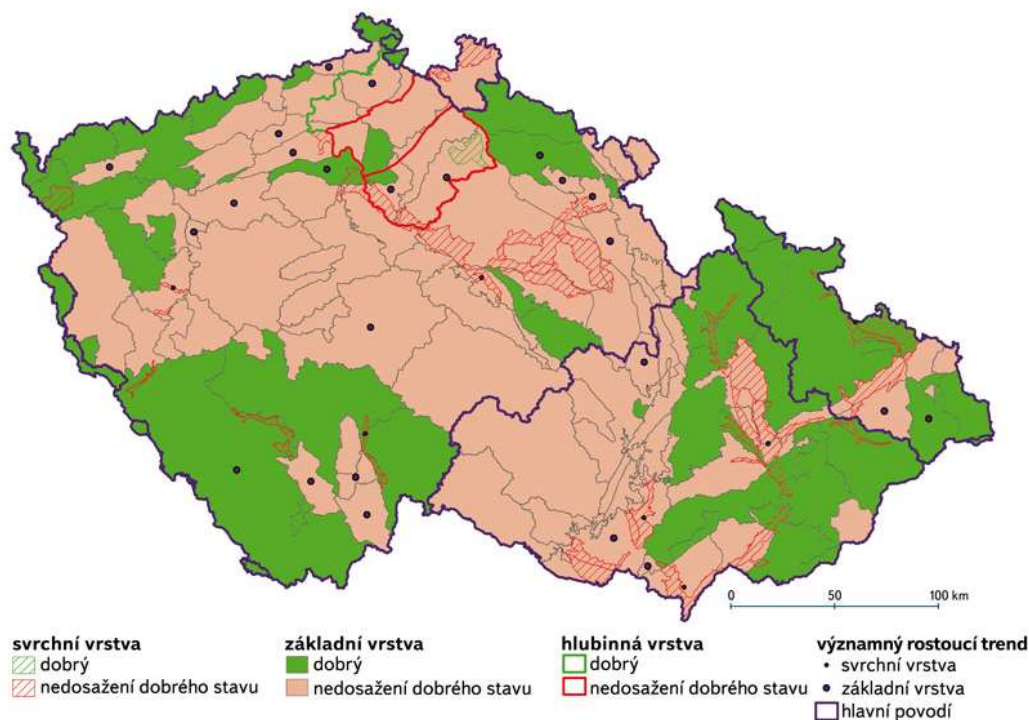 0 50 100 km
svrchní vrstva
dobrý
nedosažení dobrého stavu
základní vrstva
dobrý
nedosažení dobrého stavu
hlubinná vrstva
dobrý
nedosažení dobrého stavu
významný rostoucí trend
svrchní vrstva
základní vrstva
hlavní povodí